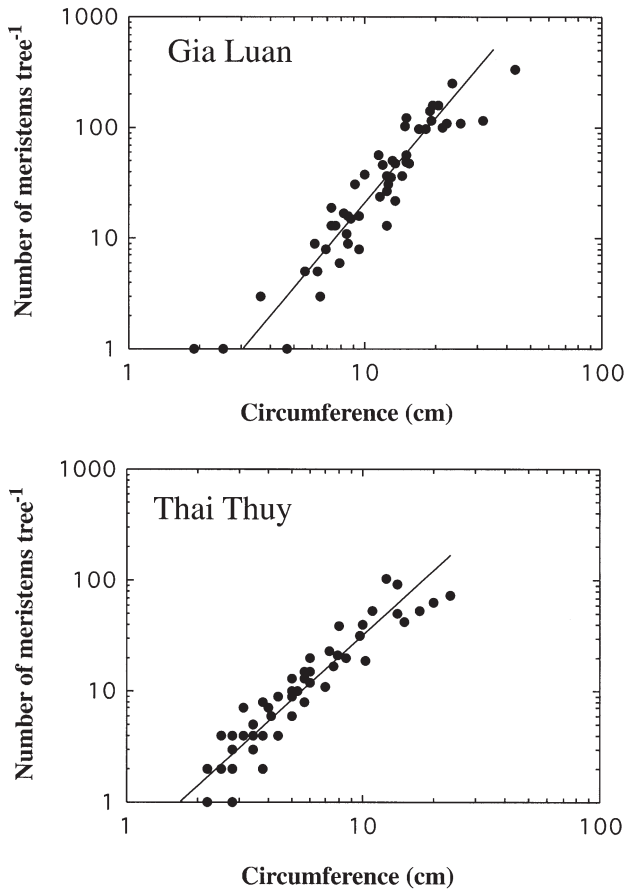 1000
Gia Luan
100
10
1
Number of meristems tree-1
1 10 100
Circumference (cm)
1000
Thai Thuy
100
10
1
Number of meristems tree-1
1 10 100
Circumference (cm)